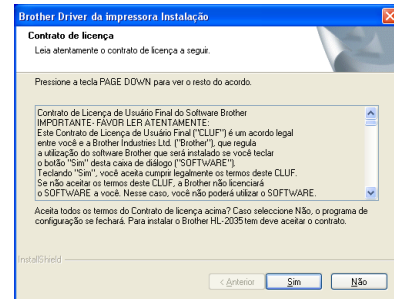 Brother Driver da impressora Instalação
Contrato de licença
Leia atentamente o contrato de licença a seguir.
Pressione a tecla PAGE DOWN para ver o resto do acordo.
Contrato de Licença de Usuário Final do Software Brother
IMPORTANTE- FAVOR LER ATENTAMENTE:
Este Contrato de Licença de Usuário Final ("CLUF") é um acordo legal
entre você e a Brother Industries Ltd. ("Brother"), que regula
a utilização do software Brother que será instalado se você teclar
o botão "Sim" desta caixa de diálogo ("SOFTWARE").
Teclando "Sim", você aceita cumprir legalmente os termos deste CLUF.
Se não aceitar os termos deste CLUF, a Brother não licenciará
o SOFTWARE a você. Nesse caso, você não poderá utilizar o SOFTWARE.
Aceita todos os termos do Contrato de licença acima? Caso seleccione Não, o programa de
configuração se fechará. Para instalar o Brother HL-2035 tem deve aceitar o contrato.
InstallShield
< Anterior
Sim
Não